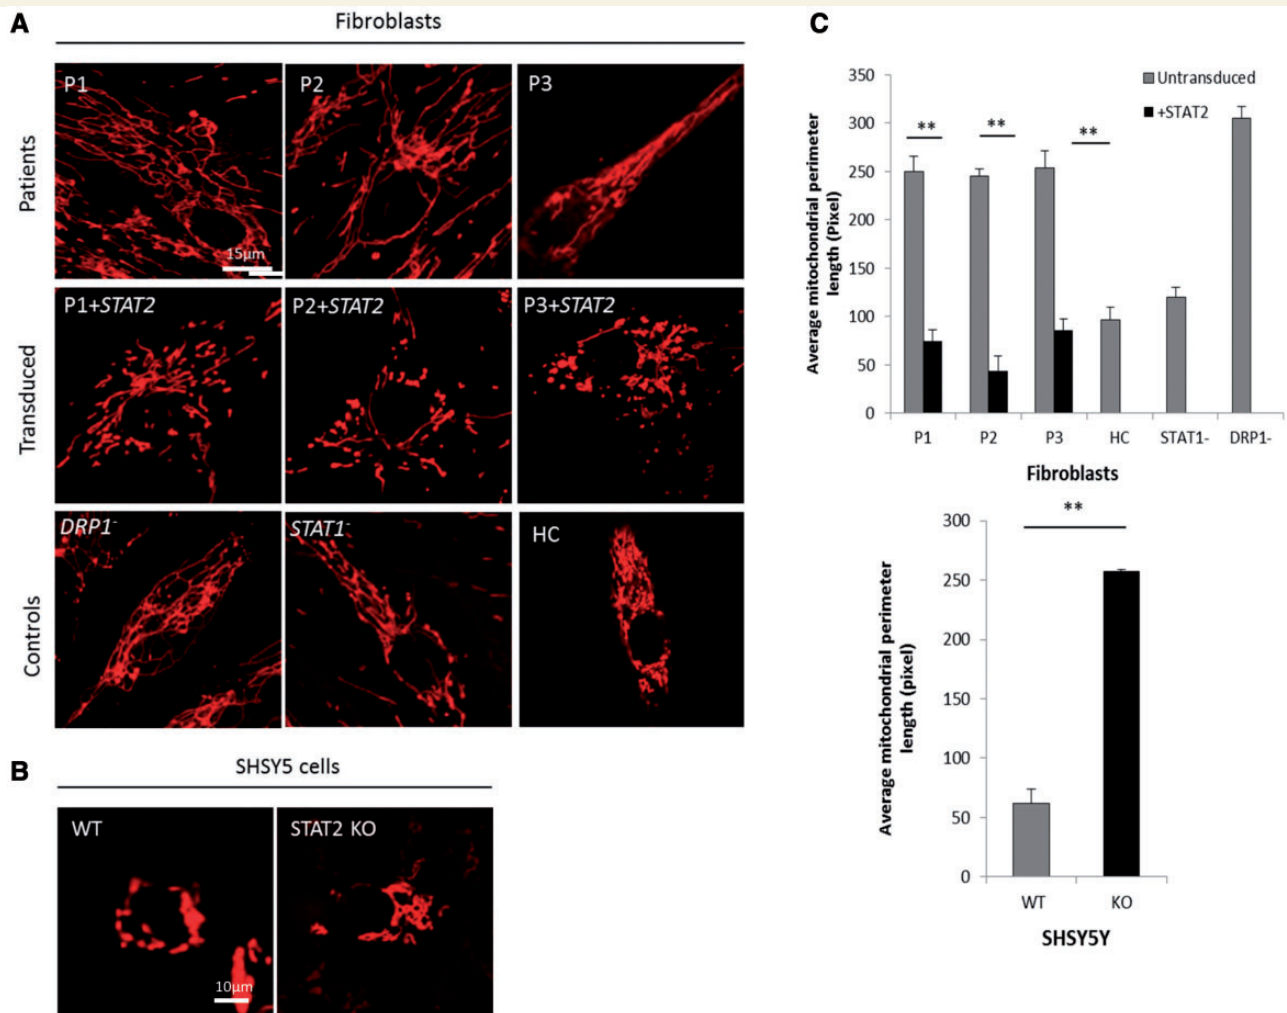 A
Fibroblasts
Patients
P1
P2
P3
15µm
Transduced
P1+STAT2
P2+STAT2
P3+STAT2
Controls
DRP1-
STAT1-
HC
B
SHSY5 cells
WT
STAT2 KO
10µm
C
Average mitochondrial perimeter
length (Pixel)
350
300
250
200
150
100
50
0
Untransduced
+STAT2
**
**
**
P1
P2
P3
HC
STAT1-
DRP1-
Fibroblasts
Average mitochondrial perimeter
length (pixel)
300
250
200
150
100
50
0
**
WT
KO
SHSY5Y